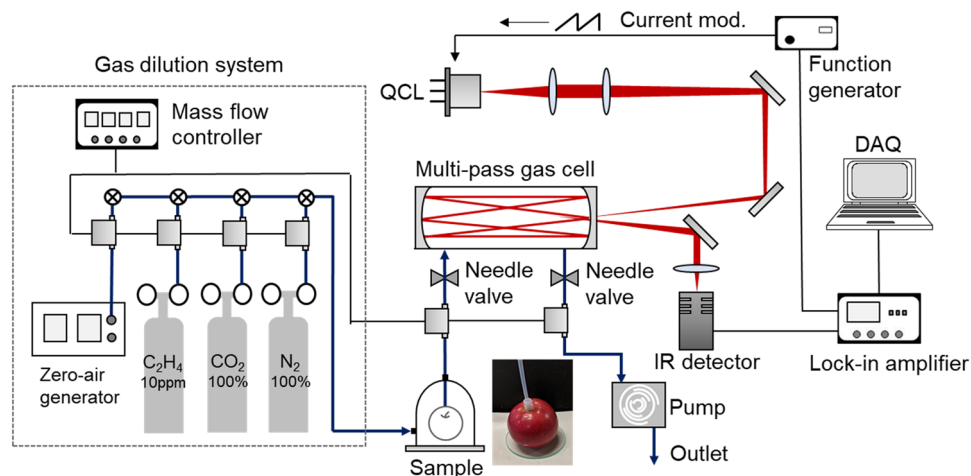 Current mod.
Function
generator
Gas dilution system
QCL
Mass flow
controller
DAQ
Multi-pass gas cell
Needle
valve
Needle
valve
C₂H₄
10ppm
CO₂
100%
N₂
100%
IR detector
Lock-in amplifier
Zero-air
generator
Pump
Sample
Outlet